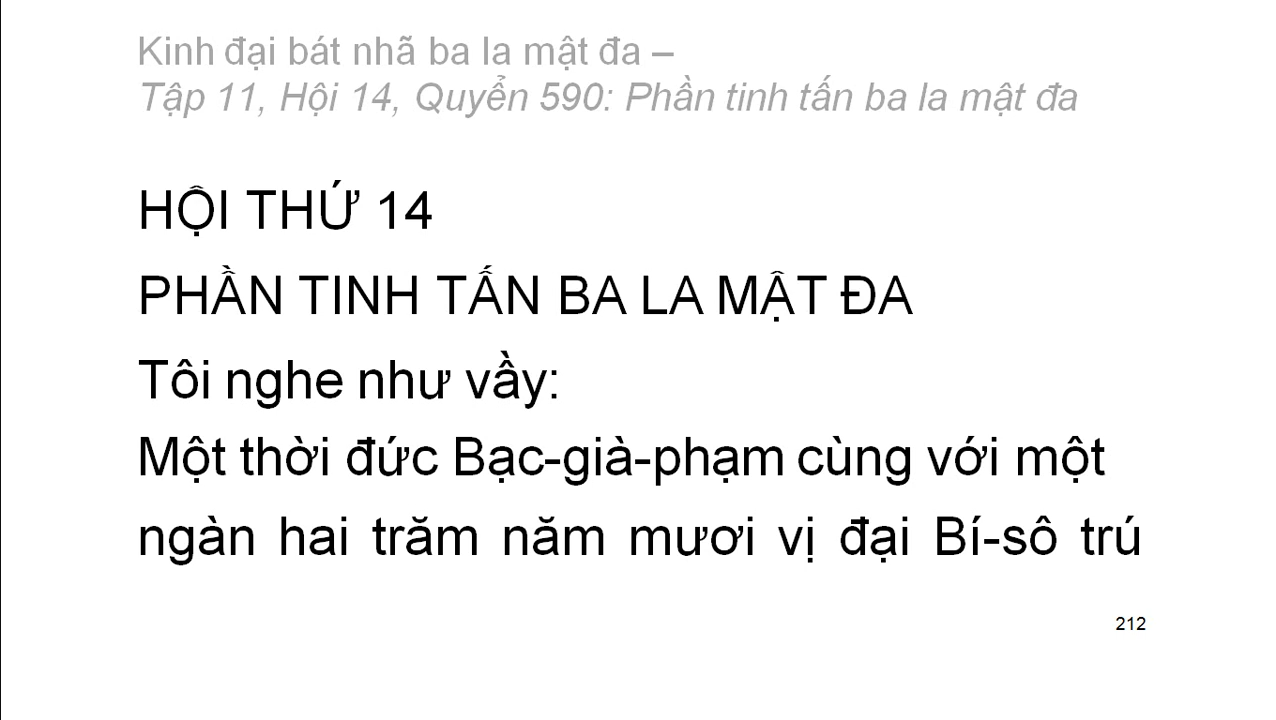 Kinh đại bát nhã ba la mật đa –
Tập 11, Hội 14, Quyển 590: Phần tinh tấn ba la mật đa
HỘI THỨ 14
PHẦN TINH TẤN BA LA MẬT ĐA
Tôi nghe như vầy:
Một thời đức Bạc-già-phạm cùng với một
ngàn hai trăm năm mươi vị đại Bí-sô trú
212